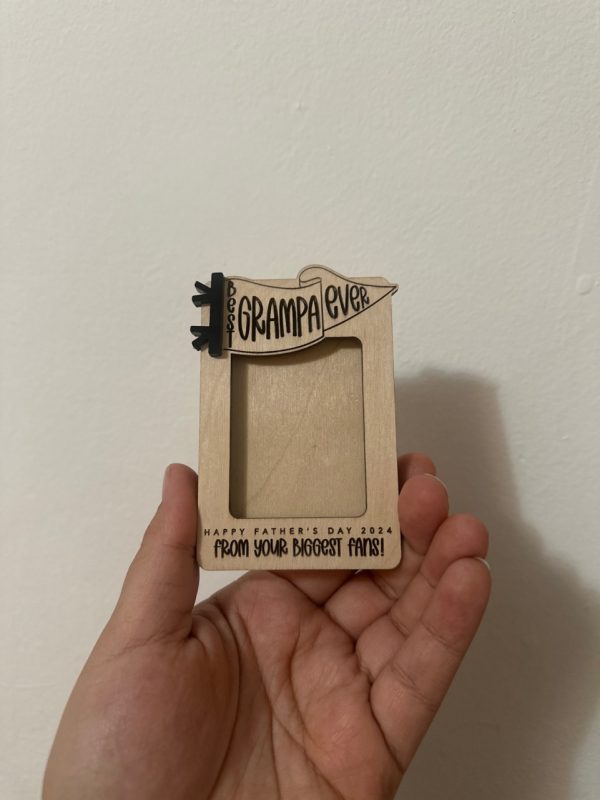 best GRAMPA EVER
HAPPY FATHER'S DAY 2024
FROM YOUR BIGGEST FANS!